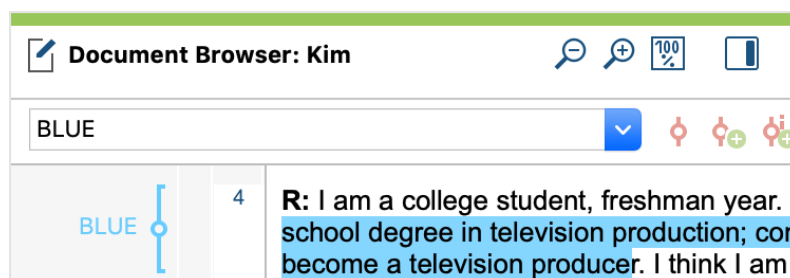 Document Browser: Kim
100
%
BLUE
BLUE
4
R: I am a college student, freshman year.
school degree in television production;
become a television producer. I think I am